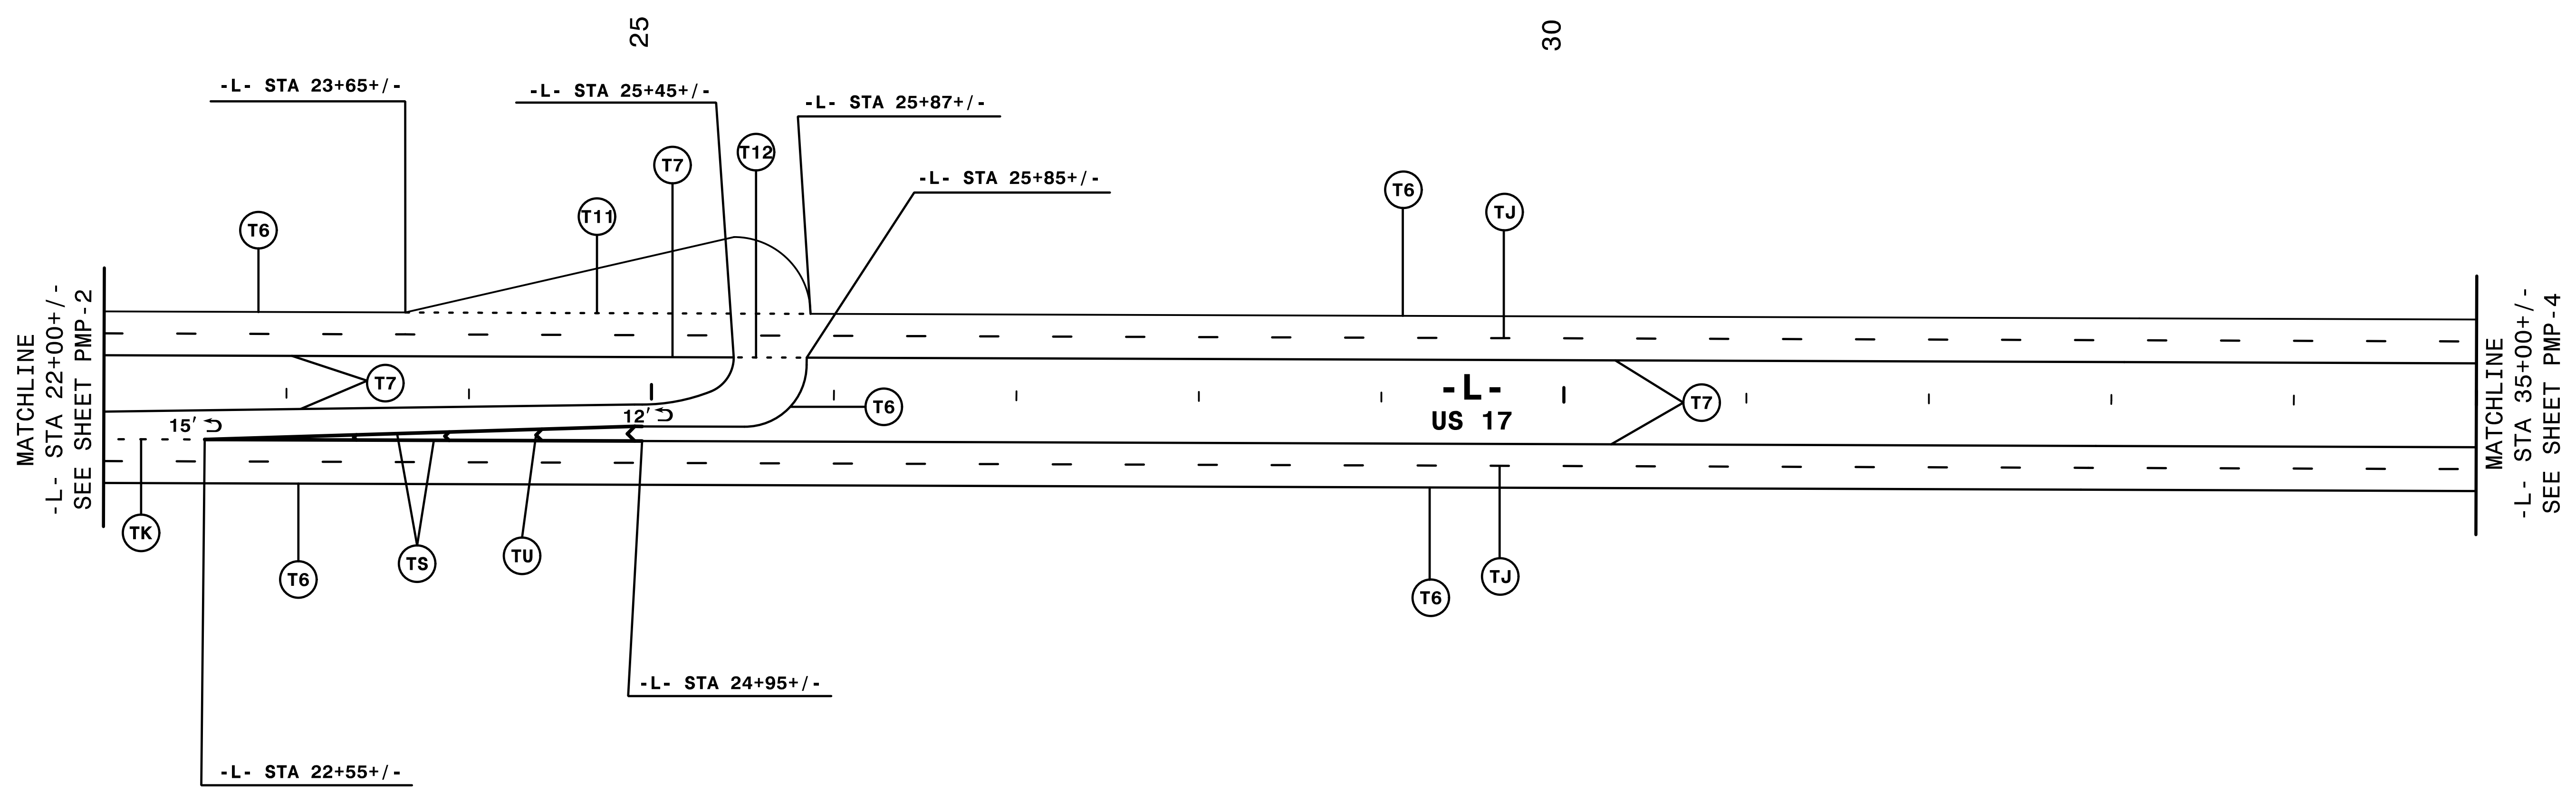 25
30
-L- STA 23+65+/-
-L- STA 25+45+/-
-L- STA 25+87+/-
T12
T7
-L- STA 25+85+/-
T6
TJ
T11
T6
MATCHLINE
-L- STA 22+00+/-
SEE SHEET PMP-2
MATCHLINE
-L- STA 35+00+/-
SEE SHEET PMP-4
T7
-L-
US 17
T7
T6
12'
15'
TK
TS
TU
T6
TJ
T6
-L- STA 24+95+/-
-L- STA 22+55+/-